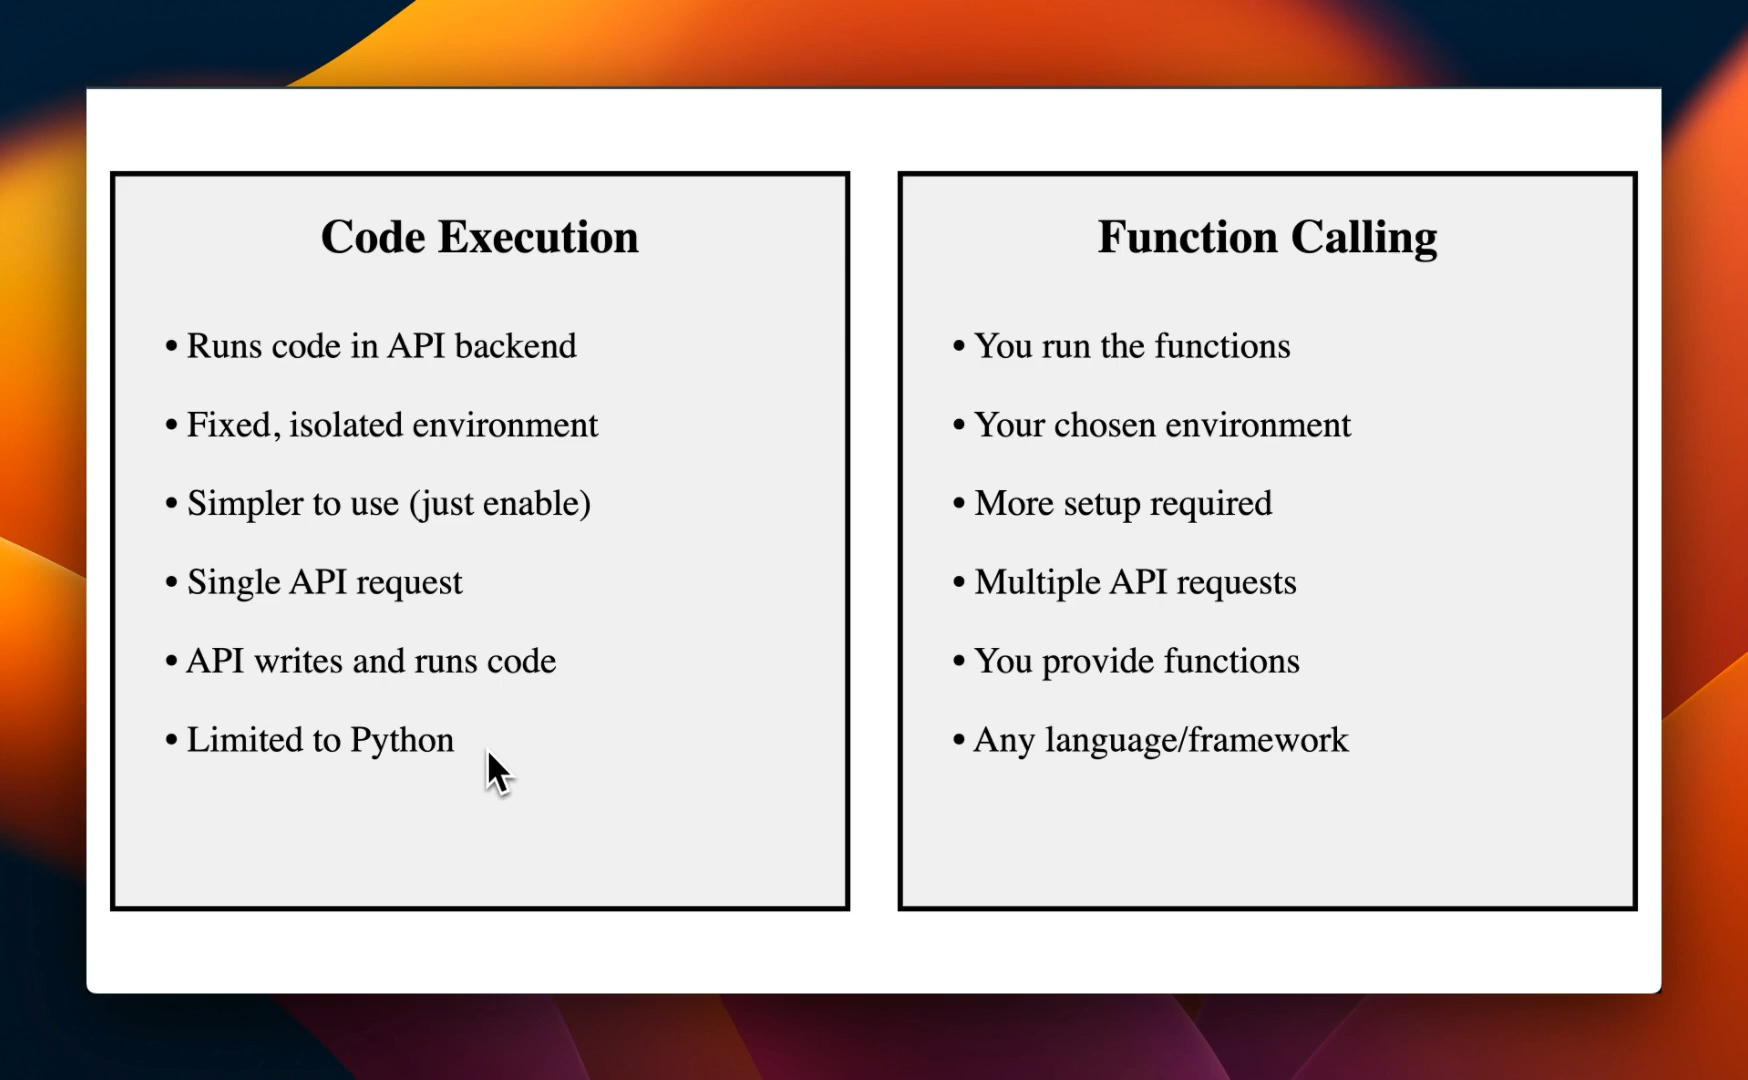 Code Execution
• Runs code in API backend
• Fixed, isolated environment
• Simpler to use (just enable)
• Single API request
• API writes and runs code
• Limited to Python
Function Calling
• You run the functions
• Your chosen environment
• More setup required
• Multiple API requests
• You provide functions
• Any language/framework